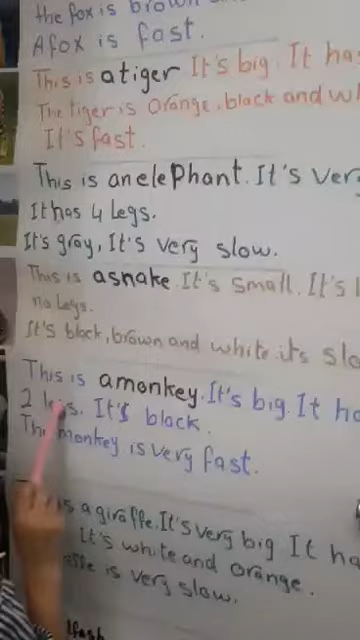 the fox is brown
A fox is fast.
This is a tiger It's big. It ha
The tiger is orange, black and w
It's fast.
This is an elephant. It's very
It has 4 Legs.
It's gray, It's very slow.
This is a snake. It's small. It's
no Legs.
It's black, brown and white its slo
This is a monkey. It's big. It ha
2 legs. It's black.
The monkey is very fast.
is a giraffe. It's very big It ha
It's white and orange.
affe is very slow.